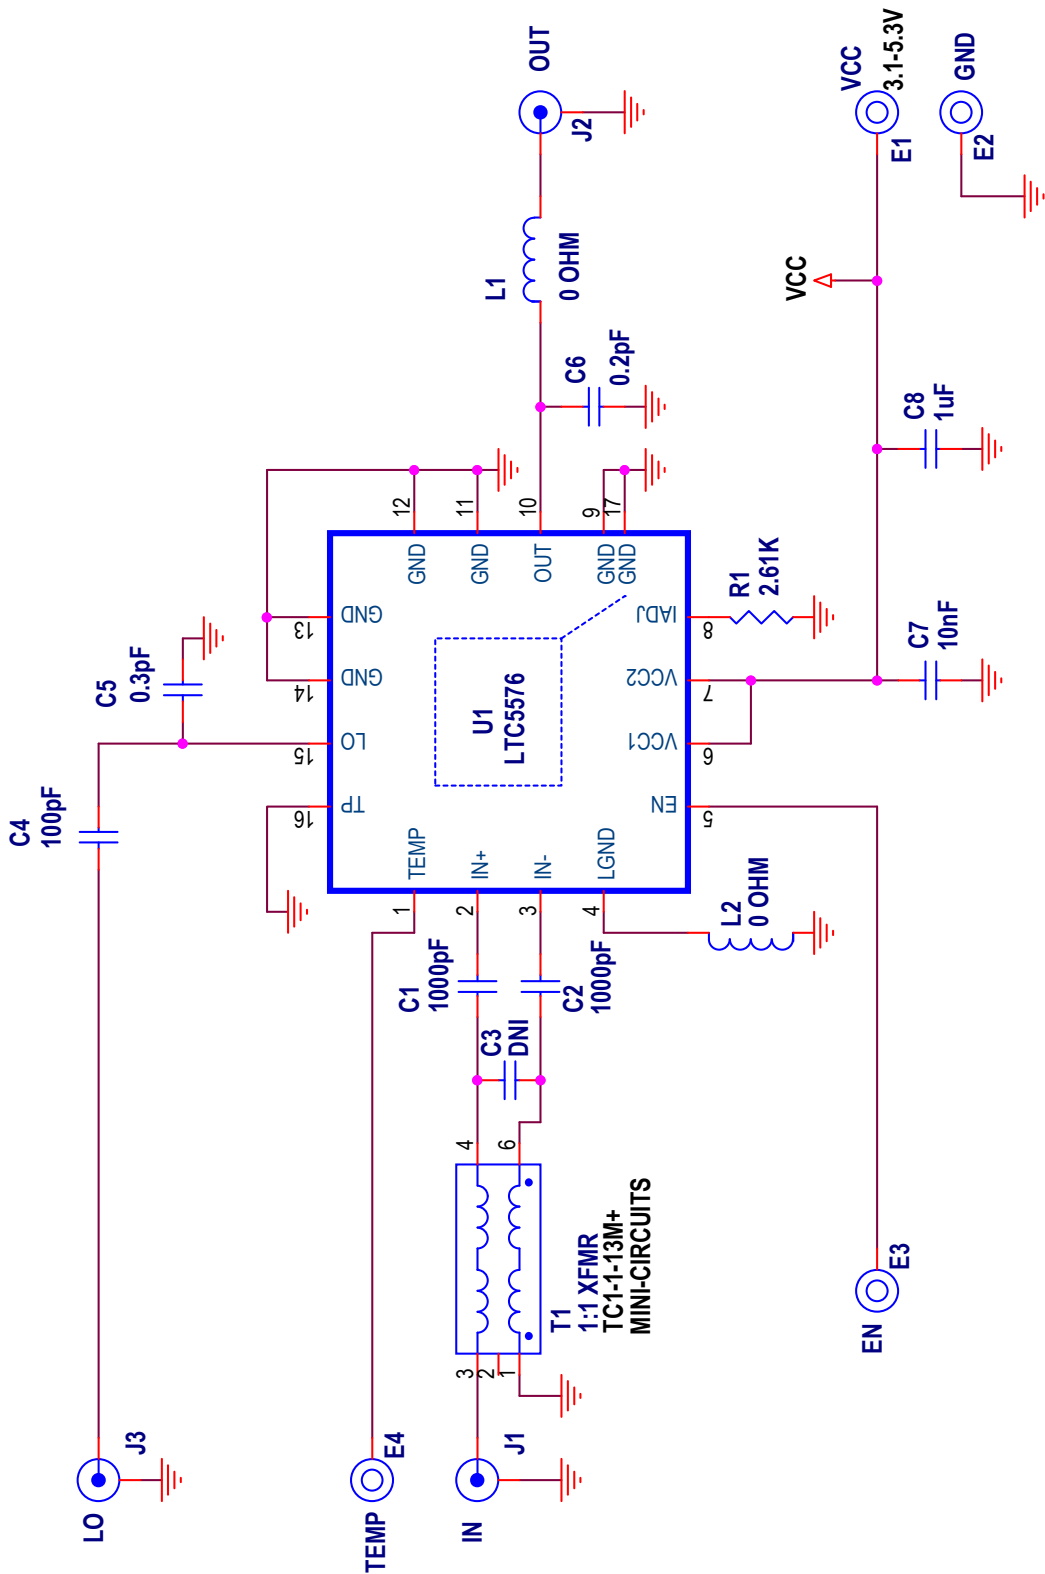 LO
J3
C4
100pF
C5
0.3pF
TEMP
E4
IN
J1
3
2
1
4
6
T1
1:1 XFMR
TC1-1-13M+
MINI-CIRCUITS
C1
1000pF
C3
DNI
C2
1000pF
16
15
14
13
TP
LO
GND
GND
1
2
3
4
TEMP
IN+
IN-
LGND
U1
LTC5576
GND
GND
OUT
GND
GND
12
11
10
9
17
EN
VCC1
VCC2
IADJ
5
6
7
8
L2
0 OHM
R1
2.61K
C6
0.2pF
L1
0 OHM
J2
OUT
EN
E3
C7
10nF
C8
1uF
VCC
E1
VCC
3.1-5.3V
E2
GND